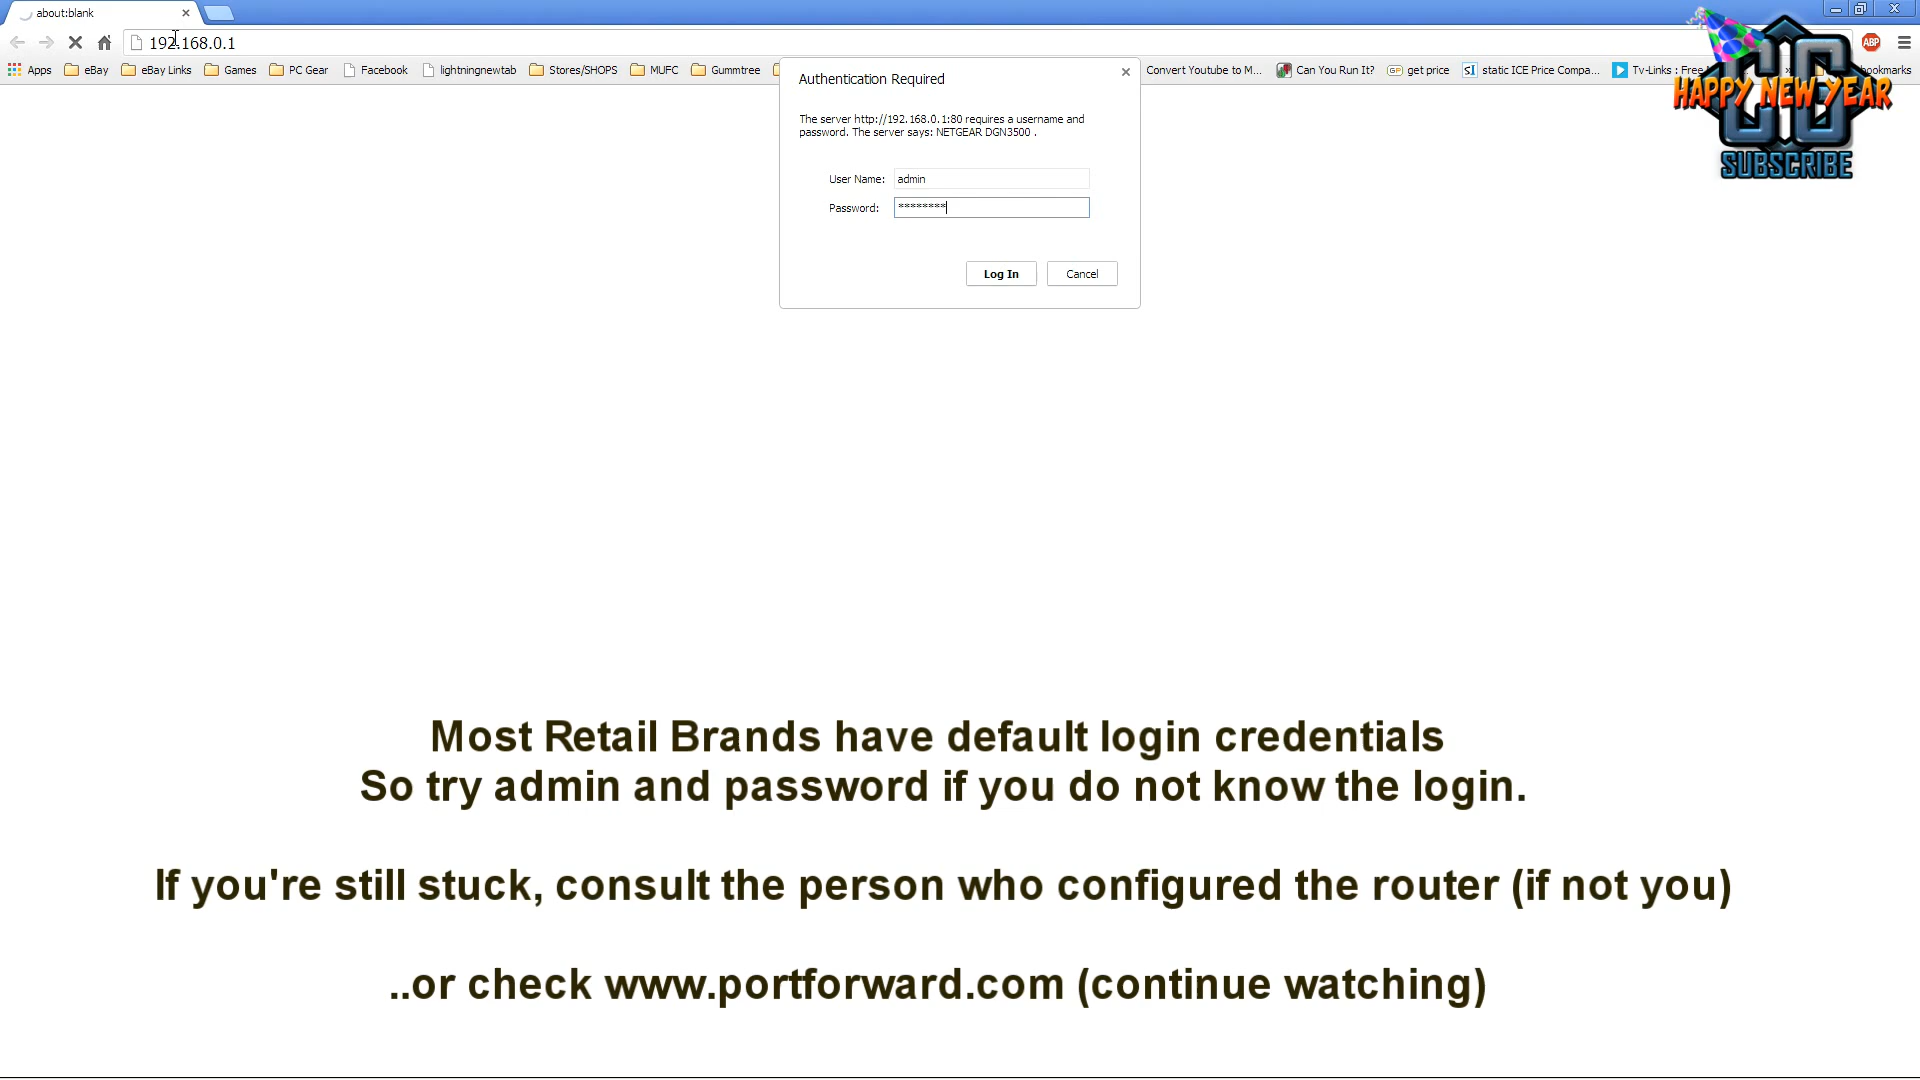 about:blank
192.168.0.1
Apps eBay eBay Links Games PC Gear Facebook lightningnewtab Stores/SHOPS MUFC Gummtree Convert Youtube to M... Can You Run It? get price static ICE Price Compa... Tv-Links : Free ookmarks
ABP
HAPPY NEW YEAR
SUBSCRIBE
Authentication Required
The server http://192.168.0.1:80 requires a username and
password. The server says: NETGEAR DGN3500 .
User Name: admin
Password: ********
Log In Cancel
Most Retail Brands have default login credentials
So try admin and password if you do not know the login.
If you're still stuck, consult the person who configured the router (if not you)
..or check www.portforward.com (continue watching)